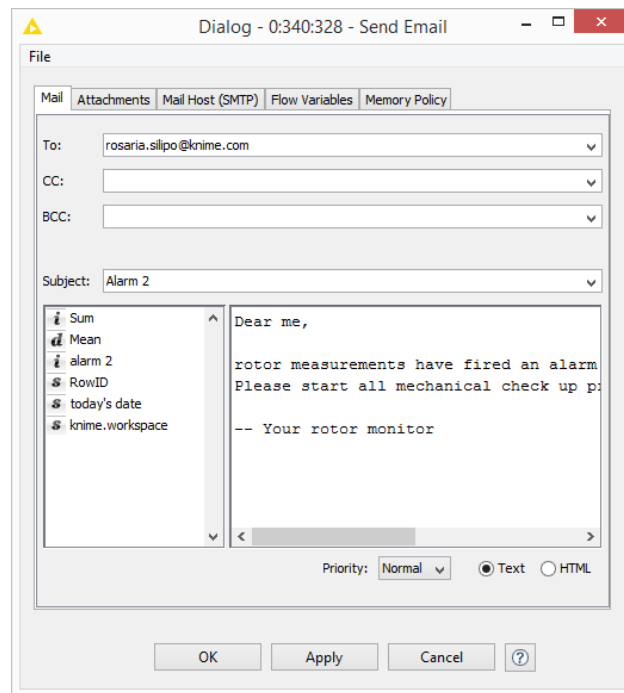 Dialog - 0:340:328 - Send Email
File
Mail Attachments Mail Host (SMTP) Flow Variables Memory Policy
To: rosaria.silipo@knime.com
CC:
BCC:
Subject: Alarm 2
i Sum
d Mean
i alarm 2
s RowID
s today's date
s knime.workspace
Dear me,
rotor measurements have fired an alarm
Please start all mechanical check up
-- Your rotor monitor
Priority: Normal Text HTML
OK Apply Cancel ?